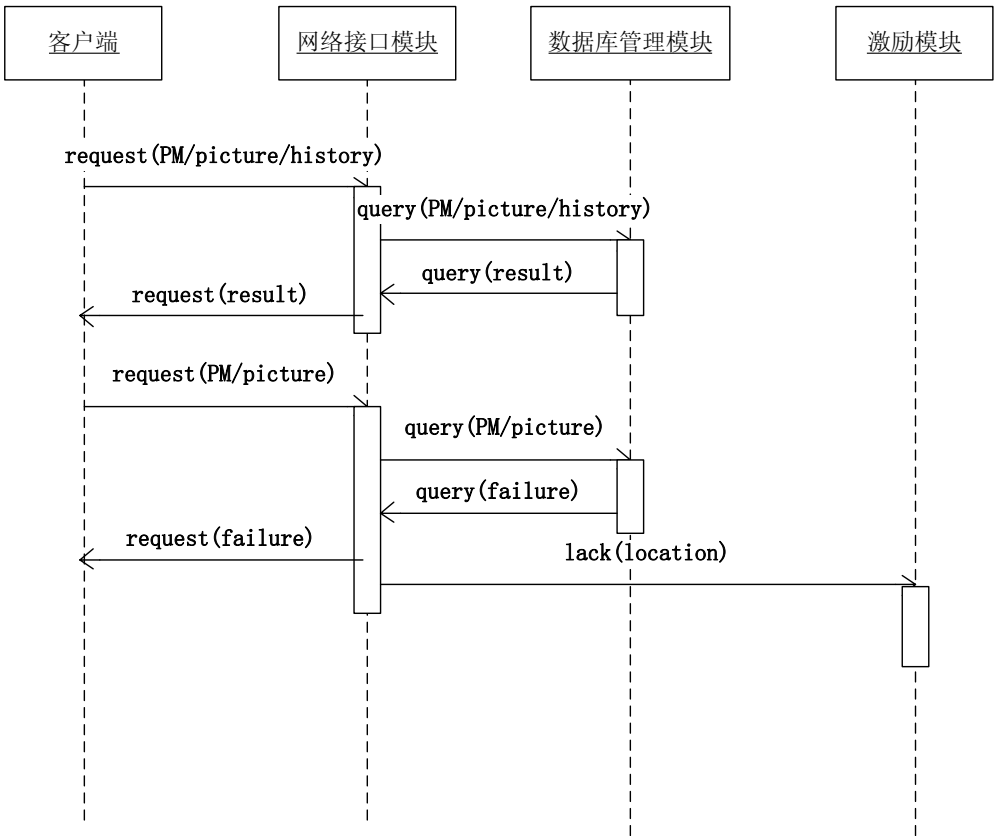 客户端
网络接口模块
数据库管理模块
激励模块
request(PM/picture/history)
query(PM/picture/history)
query(result)
request(result)
request(PM/picture)
query(PM/picture)
query(failure)
request(failure)
lack(location)